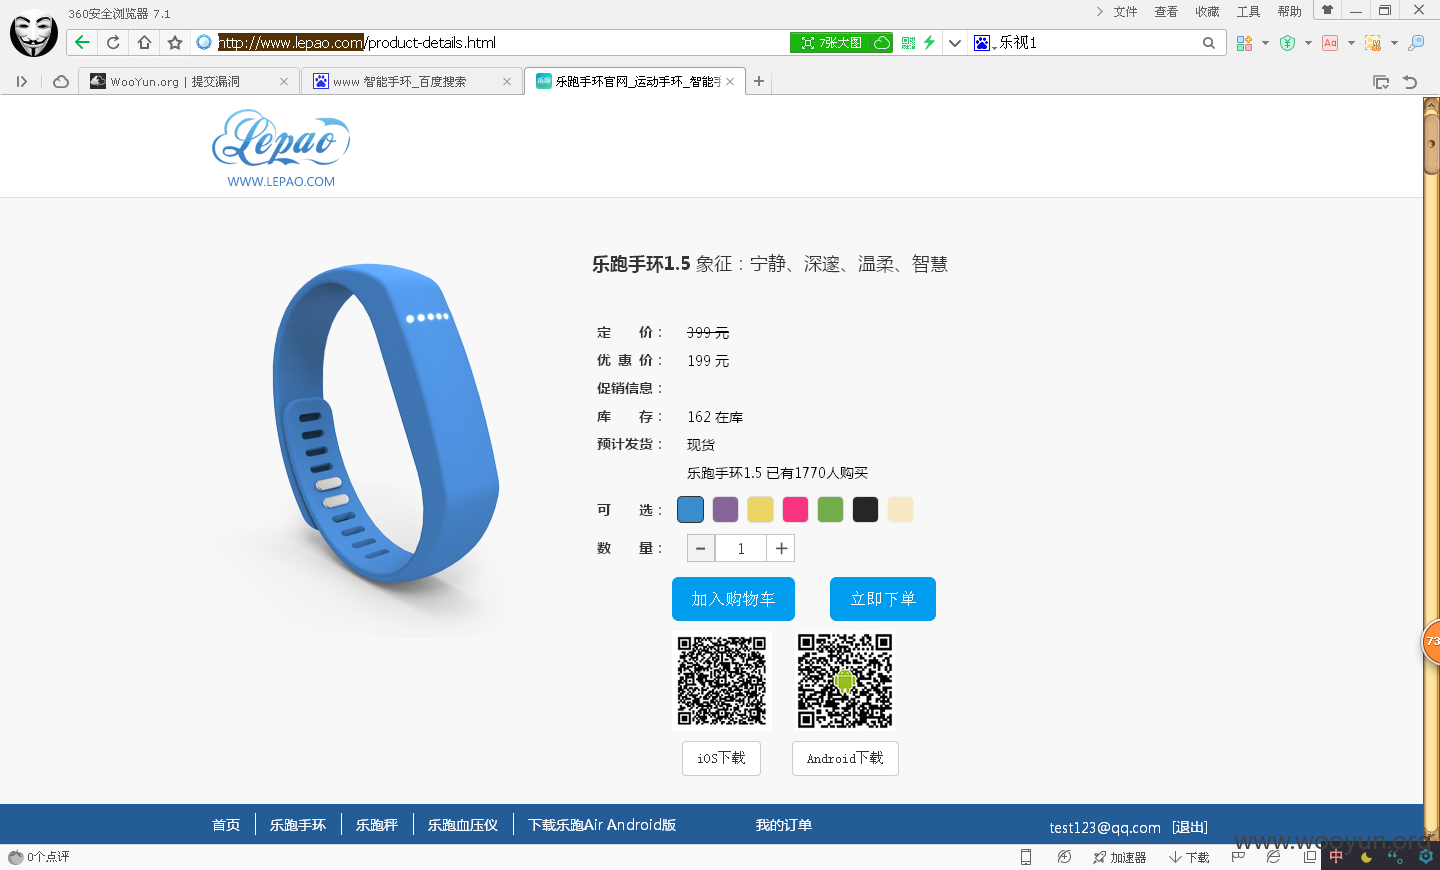 360安全浏览器 7.1
文件 查看 收藏 工具 帮助
http://www.lepao.com/product-details.html
7张大图
乐视1
WooYun.org | 提交漏洞
www 智能手环_百度搜索
乐跑手环官网_运动手环_智能手
Lepao
WWW.LEPAO.COM
乐跑手环1.5 象征：宁静、深邃、温柔、智慧
定 价： 399 元
优 惠 价： 199 元
促销信息：
库 存： 162 在库
预计发货： 现货
乐跑手环1.5 已有1770人购买
可 选：
数 量： - 1 +
加入购物车 立即下单
iOS下载 Android下载
73
首页 乐跑手环 乐跑秤 乐跑血压仪 下载乐跑Air Android版 我的订单 test123@qq.com [退出]
www.wooyun.org
0个点评
加速器 下载
中